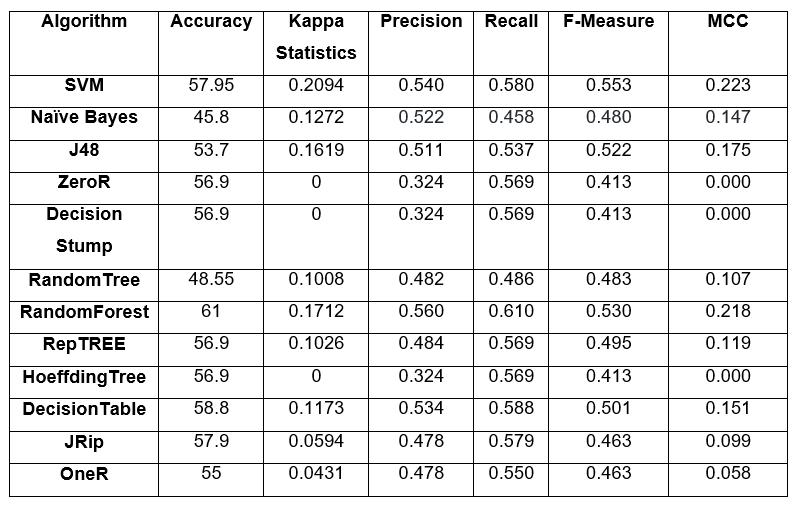 Algorithm Accuracy Kappa Statistics Precision Recall F-Measure MCC
SVM 57.95 0.2094 0.540 0.580 0.553 0.223
Naïve Bayes 45.8 0.1272 0.522 0.458 0.480 0.147
J48 53.7 0.1619 0.511 0.537 0.522 0.175
ZeroR 56.9 0 0.324 0.569 0.413 0.000
Decision Stump 56.9 0 0.324 0.569 0.413 0.000
RandomTree 48.55 0.1008 0.482 0.486 0.483 0.107
RandomForest 61 0.1712 0.560 0.610 0.530 0.218
RepTREE 56.9 0.1026 0.484 0.569 0.495 0.119
HoeffdingTree 56.9 0 0.324 0.569 0.413 0.000
DecisionTable 58.8 0.1173 0.534 0.588 0.501 0.151
JRip 57.9 0.0594 0.478 0.579 0.463 0.099
OneR 55 0.0431 0.478 0.550 0.463 0.058